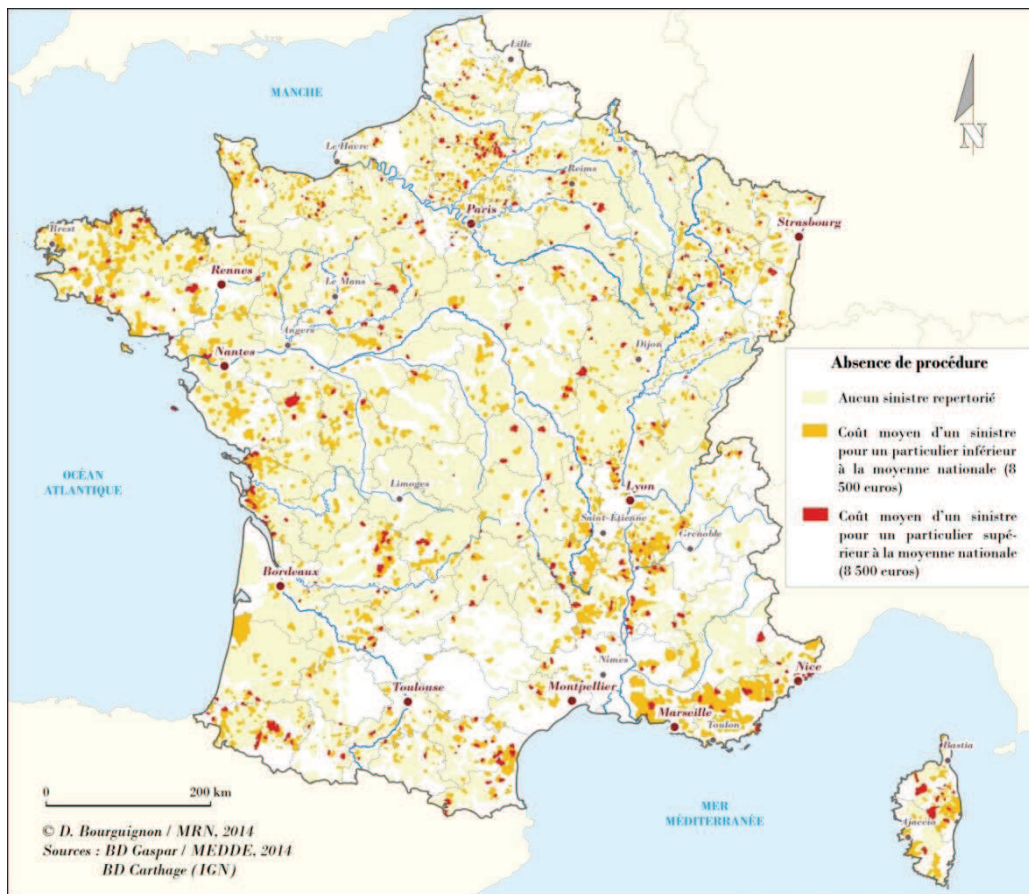 Lille
MANCHE
N
Le Havre
Reims
Paris
Strasbourg
Brest
Rennes
Le Mans
Angers
Dijon
Nantes
Absence de procédure
Aucun sinistre repertorié
Coût moyen d'un sinistre
pour un particulier inférieur
à la moyenne nationale (8
500 euros)
Coût moyen d'un sinistre
pour un particulier supé-
rieur à la moyenne nationale
(8 500 euros)
OCÉAN
ATLANTIQUE
Limoges
Lyon
Saint-Étienne
Grenoble
Bordeaux
Nîmes
Nice
Toulouse
Montpellier
Marseille
Toulon
Bastia
0
200 km
MER
MÉDITERRANÉE
Ajaccio
© D. Bourguignon / MRN, 2014
Sources : BD Gaspar / MEDDE, 2014
BD Carthage (IGN)